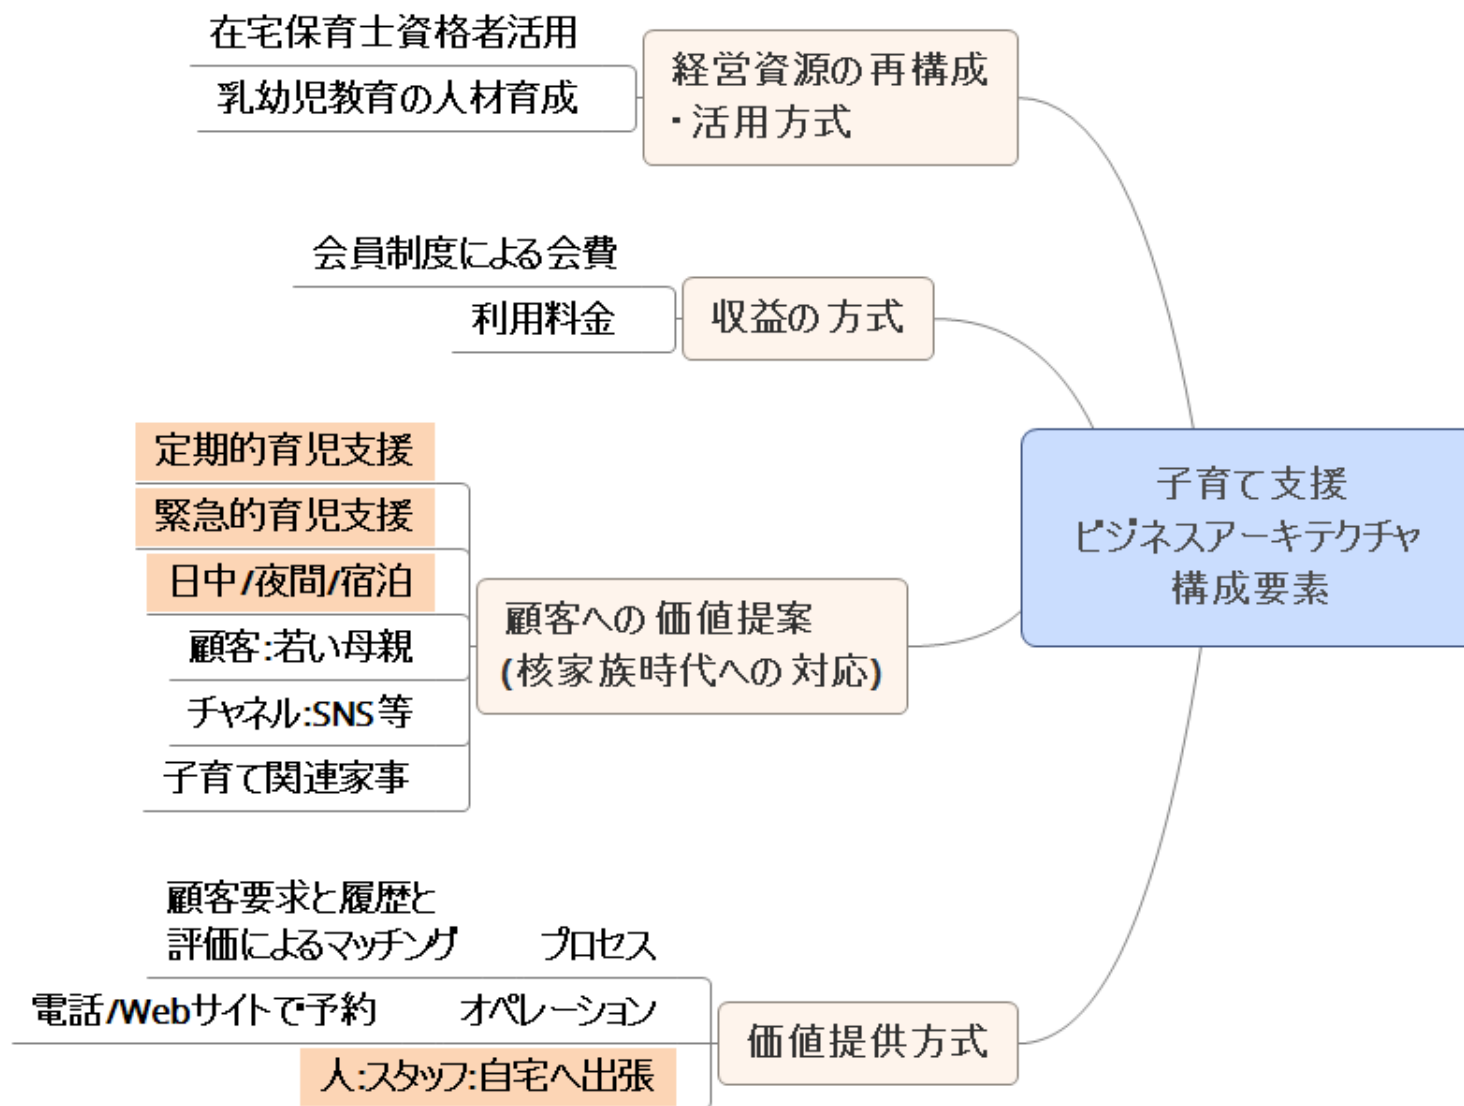 在宅保育士資格者活用
乳幼児教育の人材育成
経営資源の再構成
・活用方式
会員制度による会費
利用料金
収益の方式
定期的育児支援
緊急的育児支援
日中/夜間/宿泊
顧客:若い母親
チャネル:SNS等
子育て関連家事
顧客への価値提案
(核家族時代への対応)
子育て支援
ビジネスアーキテクチャ
構成要素
顧客要求と履歴と
評価によるマッチング プロセス
電話/Webサイトで予約 オペレーション
人:スタッフ:自宅へ出張
価値提供方式